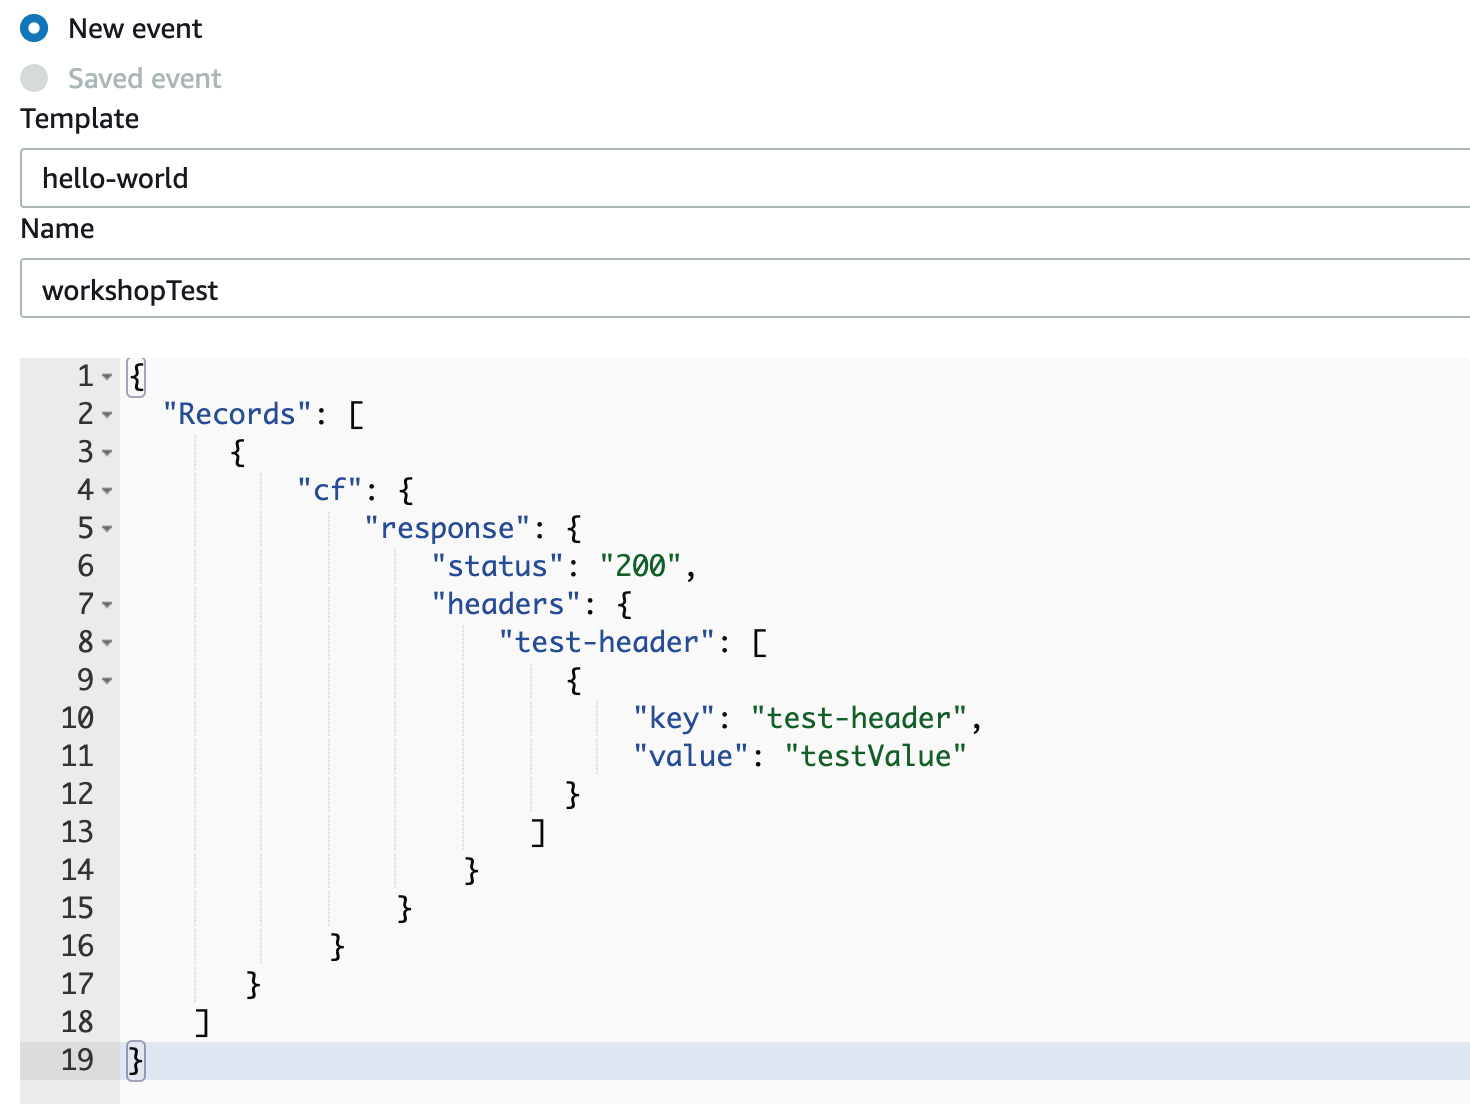 New event
Saved event
Template
hello-world
Name
workshopTest
1 {
2   "Records": [
3       {
4           "cf": {
5               "response": {
6                   "status": "200",
7                   "headers": {
8                       "test-header": [
9                           {
10                              "key": "test-header",
11                              "value": "testValue"
12                          }
13                        ]
14                    }
15                }
16            }
17       }
18    ]
19 }